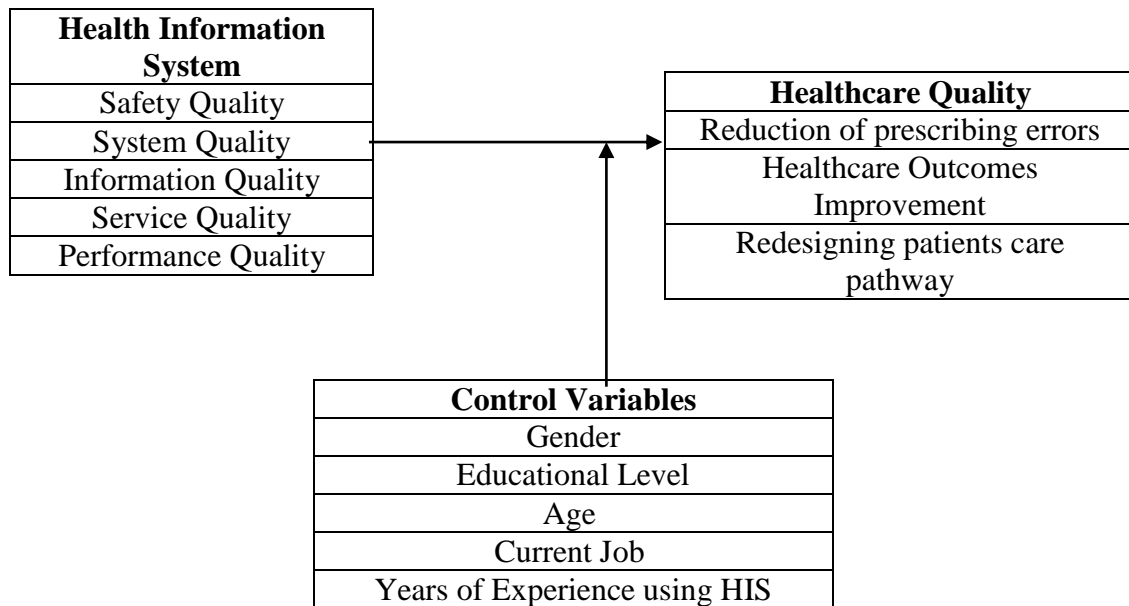 Health Information
System
Safety Quality
System Quality
Information Quality
Service Quality
Performance Quality
Healthcare Quality
Reduction of prescribing errors
Healthcare Outcomes
Improvement
Redesigning patients care
pathway
Control Variables
Gender
Educational Level
Age
Current Job
Years of Experience using HIS